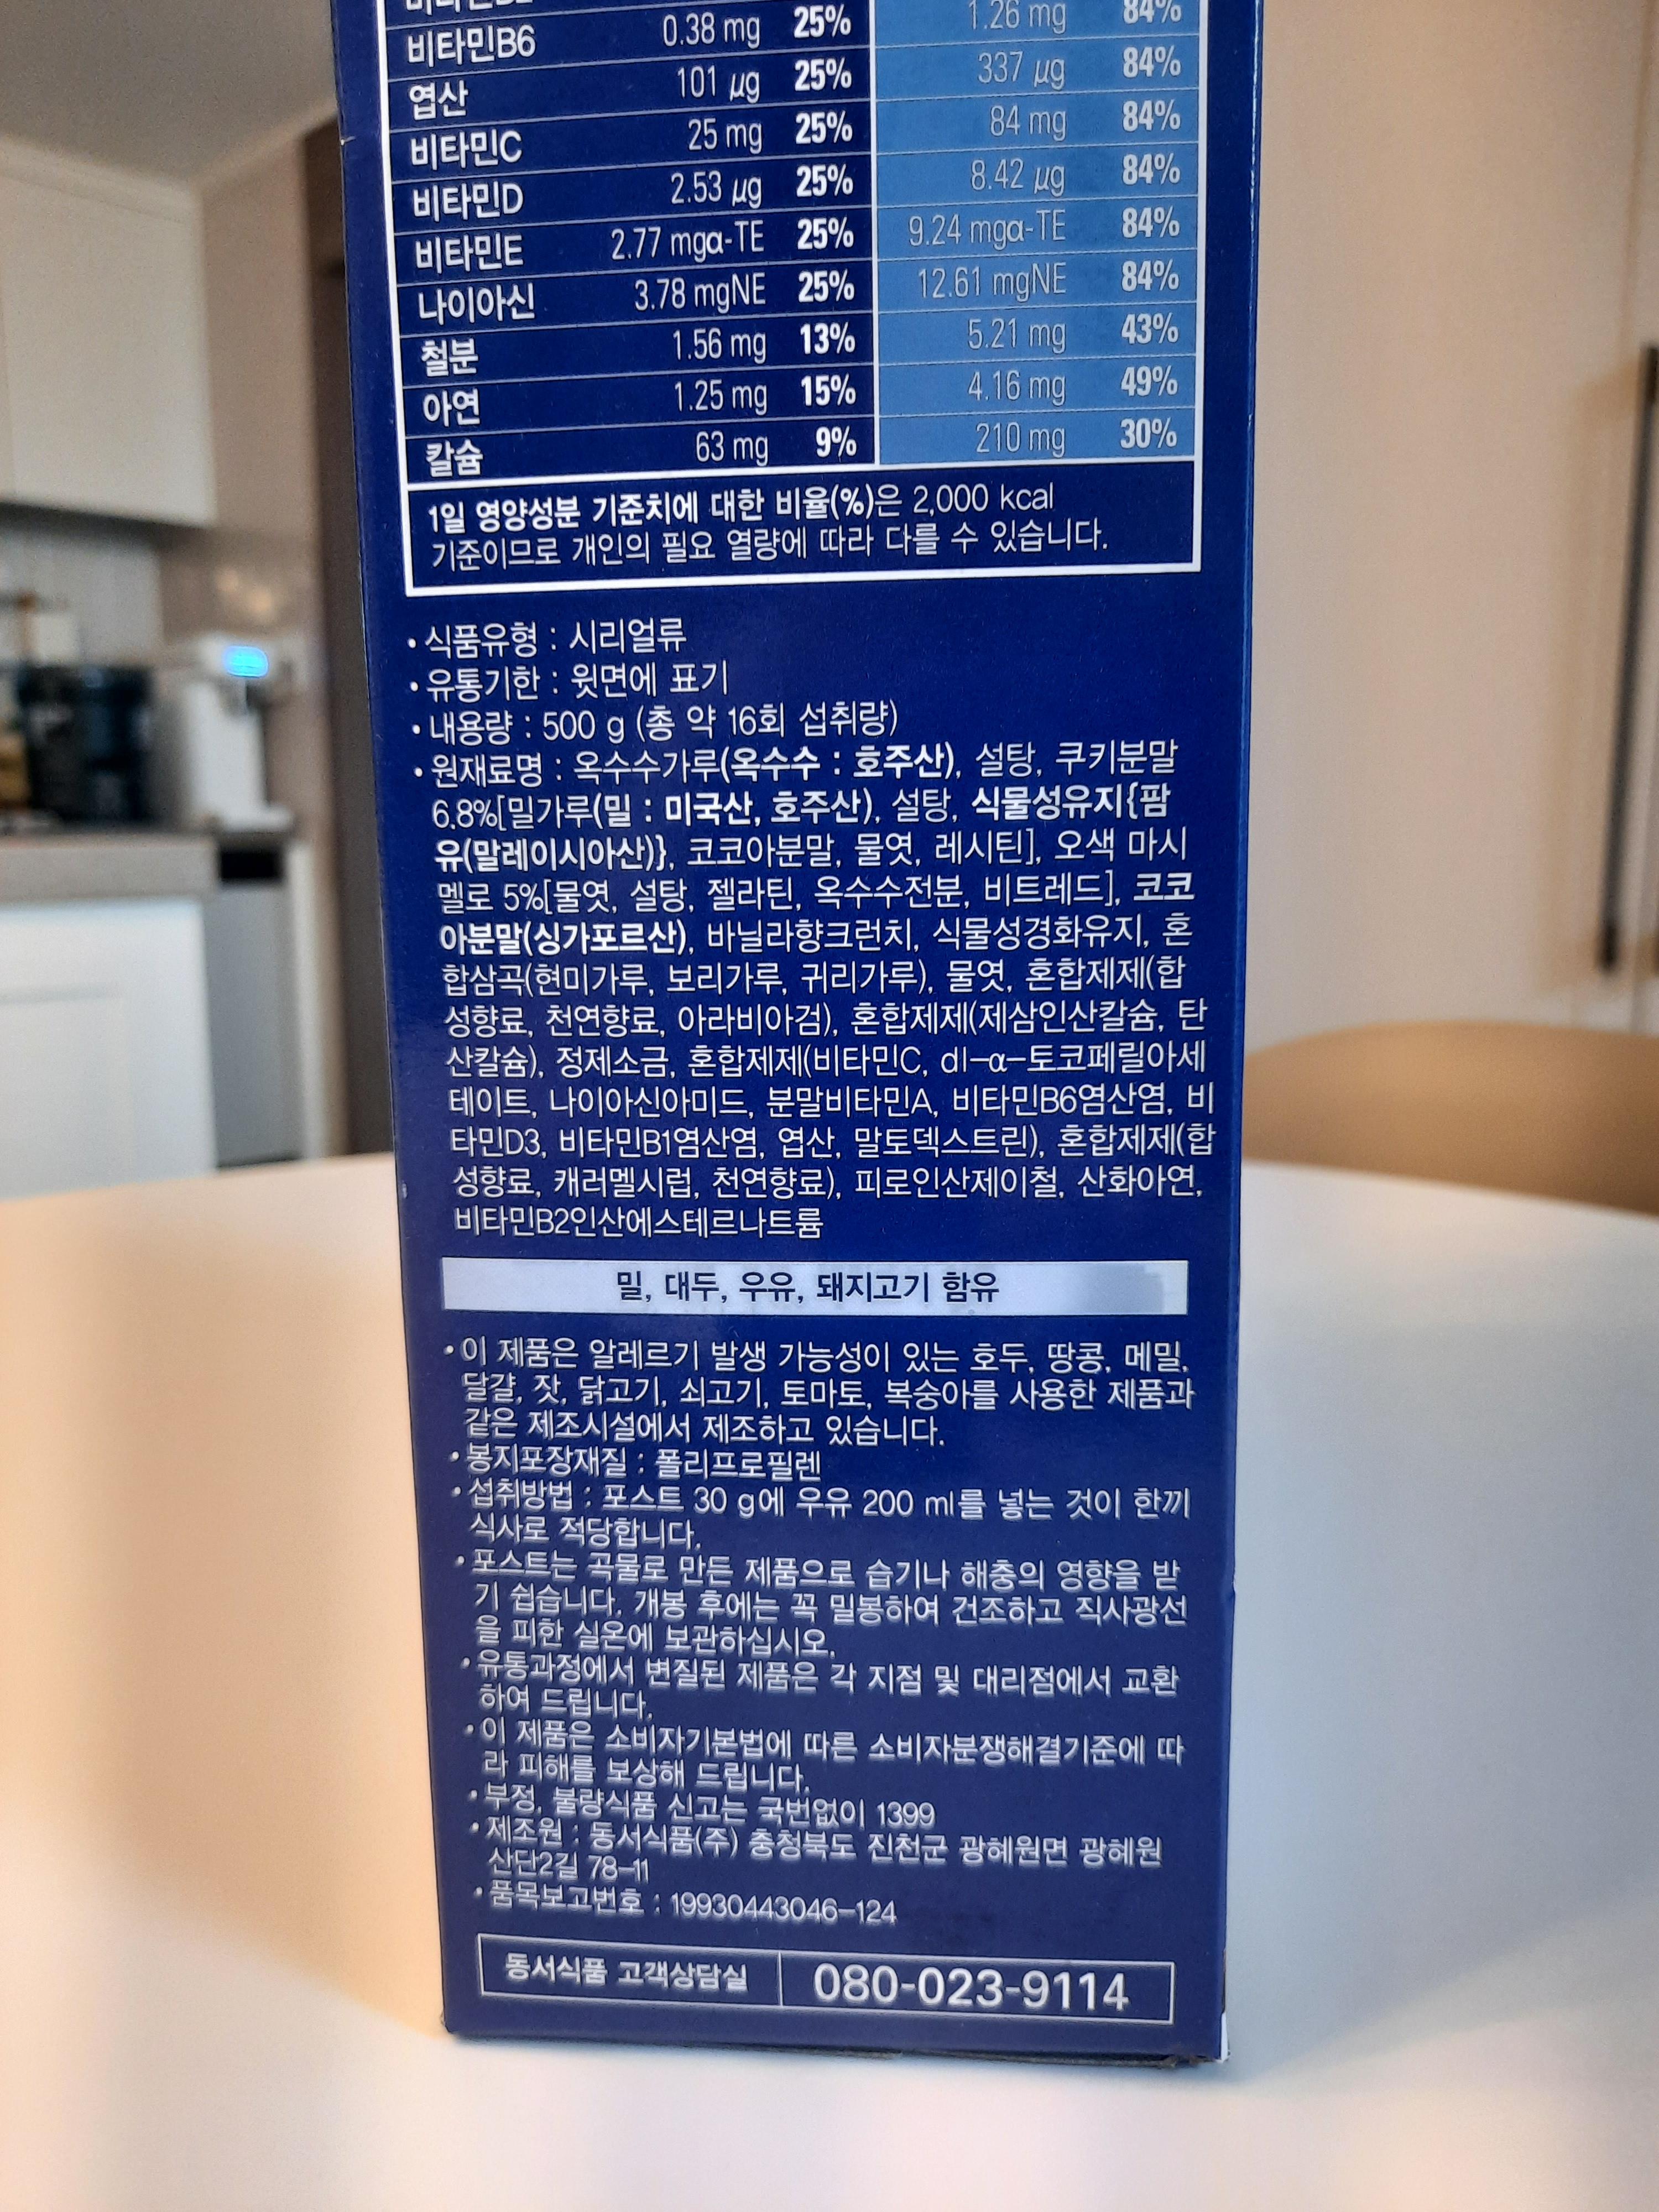 비타민B6 0.38 mg 25% 1.26 mg 84%
엽산 101 μg 25% 337 μg 84%
비타민C 25 mg 25% 84 mg 84%
비타민D 2.53 μg 25% 8.42 μg 84%
비타민E 2.77 mgα-TE 25% 9.24 mgα-TE 84%
나이아신 3.78 mgNE 25% 12.61 mgNE 84%
철분 1.56 mg 13% 5.21 mg 43%
아연 1.25 mg 15% 4.16 mg 49%
칼슘 63 mg 9% 210 mg 30%
1일 영양성분 기준치에 대한 비율(%)은 2,000 kcal
기준이므로 개인의 필요 열량에 따라 다를 수 있습니다.
• 식품유형 : 시리얼류
• 유통기한 : 윗면에 표기
• 내용량 : 500 g (총 약 16회 섭취량)
• 원재료명 : 옥수수가루(옥수수 : 호주산), 설탕, 쿠키분말
6.8%[밀가루(밀 : 미국산, 호주산), 설탕, 식물성유지{팜
유(말레이시아산)}, 코코아분말, 물엿, 레시틴], 오색 마시
멜로 5%[물엿, 설탕, 젤라틴, 옥수수전분, 비트레드], 코코
아분말(싱가포르산), 바닐라향크런치, 식물성경화유지, 혼
합삼곡(현미가루, 보리가루, 귀리가루), 물엿, 혼합제제(합
성향료, 천연향료, 아라비아검), 혼합제제(제삼인산칼슘, 탄
산칼슘), 정제소금, 혼합제제(비타민C, dl-α-토코페릴아세
테이트, 나이아신아미드, 분말비타민A, 비타민B6염산염, 비
타민D3, 비타민B1염산염, 엽산, 말토덱스트린), 혼합제제(합
성향료, 캐러멜시럽, 천연향료), 피로인산제이철, 산화아연,
비타민B2인산에스테르나트륨
밀, 대두, 우유, 돼지고기 함유
• 이 제품은 알레르기 발생 가능성이 있는 호두, 땅콩, 메밀,
달걀, 잣, 닭고기, 쇠고기, 토마토, 복숭아를 사용한 제품과
같은 제조시설에서 제조하고 있습니다.
• 봉지포장재질 : 폴리프로필렌
• 섭취방법 : 포스트 30 g에 우유 200 ml를 넣는 것이 한끼
식사로 적당합니다.
• 포스트는 곡물로 만든 제품으로 습기나 해충의 영향을 받
기 쉽습니다. 개봉 후에는 꼭 밀봉하여 건조하고 직사광선
을 피한 실온에 보관하십시오.
• 유통과정에서 변질된 제품은 각 지점 및 대리점에서 교환
하여 드립니다.
• 이 제품은 소비자기본법에 따른 소비자분쟁해결기준에 따
라 피해를 보상해 드립니다.
• 부정, 불량식품 신고는 국번없이 1399
• 제조원 : 동서식품(주) 충청북도 진천군 광혜원면 광혜원
산단2길 78-11
• 품목보고번호 : 19930443046-124
동서식품 고객상담실 080-023-9114